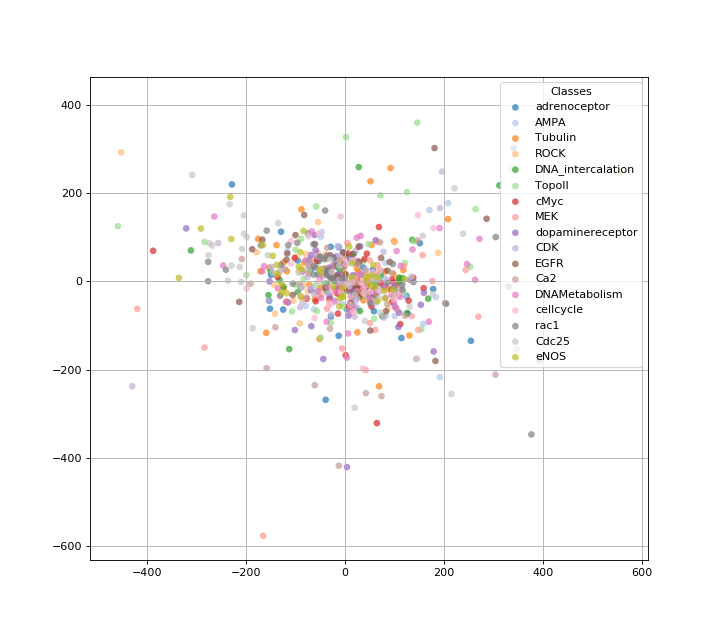 Classes
adrenoceptor
AMPA
Tubulin
ROCK
DNA_intercalation
TopoII
cMyc
MEK
dopaminereceptor
CDK
EGFR
Ca2
DNAMetabolism
cellcycle
rac1
Cdc25
eNOS
400
200
0
−200
−400
−600
−400 −200 0 200 400 600